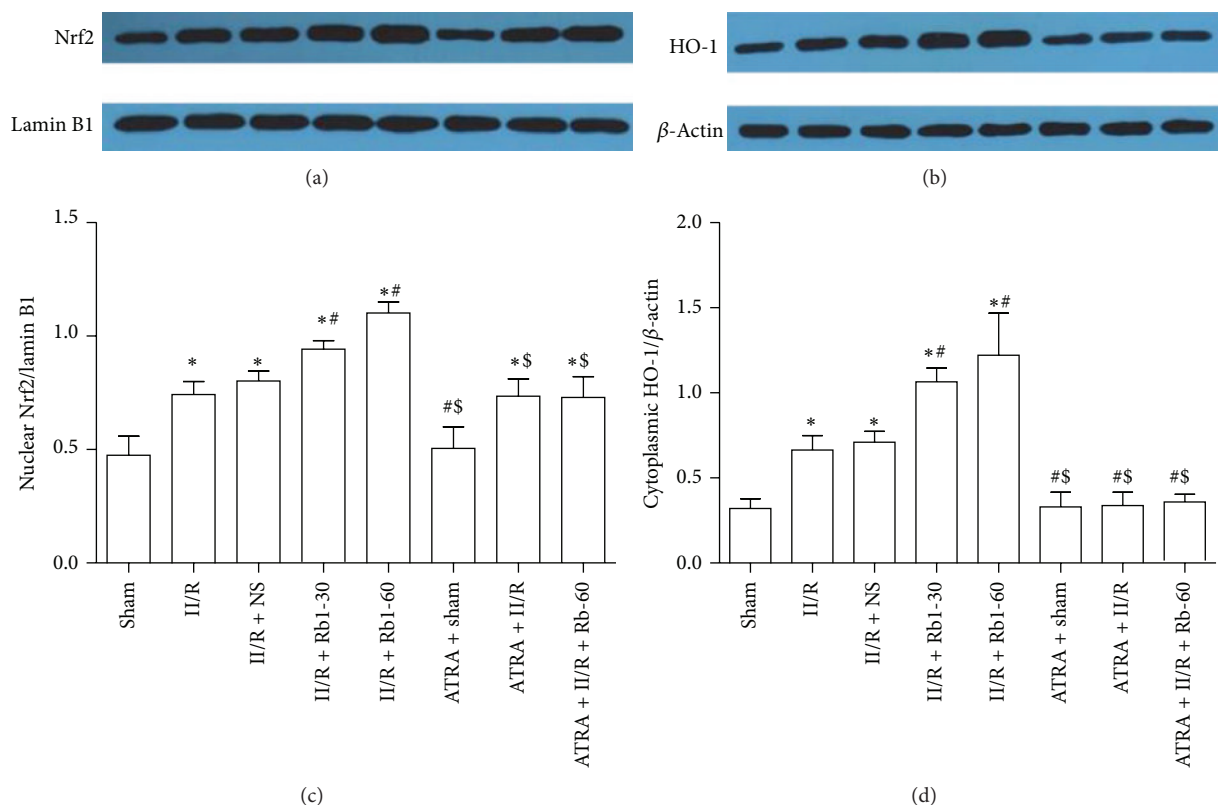 Nrf2
Lamin B1
(a)
HO-1
β-Actin
(b)
Nuclear Nrf2/lamin B1
1.5
1.0
0.5
0.0
*
*
*#
*#
#$
*$
*$
Sham
II/R
II/R + NS
II/R + Rb1-30
II/R + Rb1-60
ATRA + sham
ATRA + II/R
ATRA + II/R + Rb-60
(c)
Cytoplasmic HO-1/β-actin
2.0
1.5
1.0
0.5
0.0
*
*
*#
*#
#$
#$
#$
Sham
II/R
II/R + NS
II/R + Rb1-30
II/R + Rb1-60
ATRA + sham
ATRA + II/R
ATRA + II/R + Rb-60
(d)